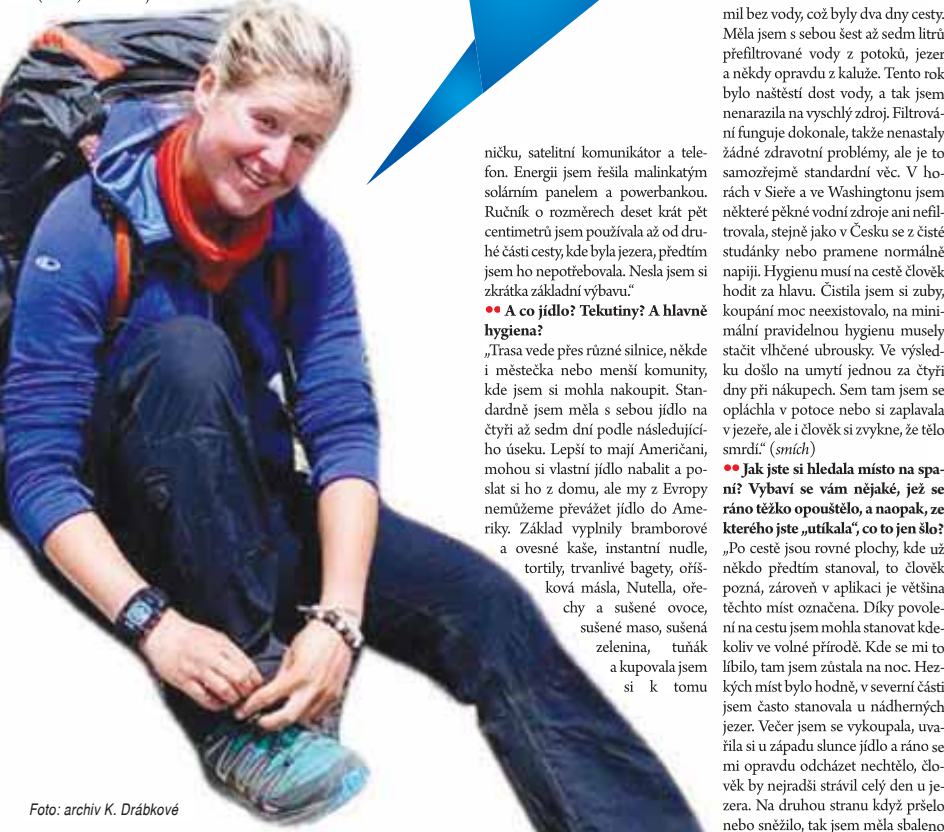 ničku, satelitní komunikátor a tele-
fon. Energii jsem řešila malinkatým
solárním panelem a powerbankou.
Ručník o rozměrech deset krát pět
centimetrů jsem používala až od dru-
hé části cesty, kde byla jezera, předtím
jsem ho nepotřebovala. Nesla jsem si
zkrátka základní výbavu.“
•• A co jídlo? Tekutiny? A hlavně
hygiena?
„Trasa vede přes různé silnice, někde
i městečka nebo menší komunity,
kde jsem si mohla nakoupit. Stan-
dardně jsem měla s sebou jídlo na
čtyři až sedm dní podle následující-
ho úseku. Lepší to mají Američani,
mohou si vlastní jídlo nabalit a po-
slat si ho z domu, ale my z Evropy
nemůžeme převážet jídlo do Ame-
riky. Základ vyplnily bramborové
a ovesné kaše, instantní nudle,
tortily, trvanlivé bagety, oříš-
ková másla, Nutella, oře-
chy a sušené ovoce,
sušené maso, sušená
zelenina, tuňák
a kupovala jsem
si k tomu
mil bez vody, což byly dva dny cesty.
Měla jsem s sebou šest až sedm litrů
přefiltrované vody z potoků, jezer
a někdy opravdu z kaluže. Tento rok
bylo naštěstí dost vody, a tak jsem
nenarazila na vyschlý zdroj. Filtrová-
ní funguje dokonale, takže nenastaly
žádné zdravotní problémy, ale je to
samozřejmě standardní věc. V ho-
rách v Sieře a ve Washingtonu jsem
některé pěkné vodní zdroje ani nefil-
trovala, stejně jako v Česku se z čisté
studánky nebo pramene normálně
napiji. Hygienu musí na cestě člověk
hodit za hlavu. Čistila jsem si zuby,
koupání moc neexistovalo, na mini-
mální pravidelnou hygienu musely
stačit vlhčené ubrousky. Ve výsled-
ku došlo na umytí jednou za čtyři
dny při nákupech. Sem tam jsem se
opláchla v potoce nebo si zaplavala
v jezeře, ale i člověk si zvykne, že tělo
smrdí.“ (smích)
•• Jak jste si hledala místo na spa-
ní? Vybaví se vám nějaké, jež se
ráno těžko opouštělo, a naopak, ze
kterého jste „utíkala“, co to jen šlo?
„Po cestě jsou rovné plochy, kde už
někdo předtím stanoval, to člověk
pozná, zároveň v aplikaci je většina
těchto míst označena. Díky povole-
ní na cestu jsem mohla stanovat kde-
koliv ve volné přírodě. Kde se mi to
líbilo, tam jsem zůstala na noc. Hez-
kých míst bylo hodně, v severní části
jsem často stanovala u nádherných
jezer. Večer jsem se vykoupala, uva-
řila si u západu slunce jídlo a ráno se
mi opravdu odcházet nechtělo, člo-
věk by nejradši strávil celý den u je-
zera. Na druhou stranu když pršelo
nebo sněžilo, tak jsem měla sbaleno
Foto: archiv K. Drábkové